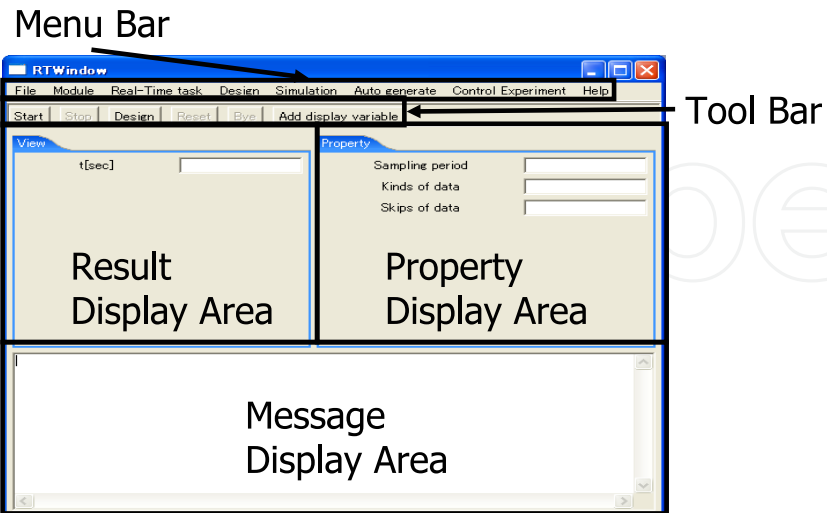 Menu Bar
RTWindow
File Module Real-Time task Design Simulation Auto generate Control Experiment Help
Tool Bar
Start Stop Design Reset Bye Add display variable
View
Property
t[sec]
Sampling period
Kinds of data
Skips of data
Result
Display Area
Property
Display Area
Message
Display Area